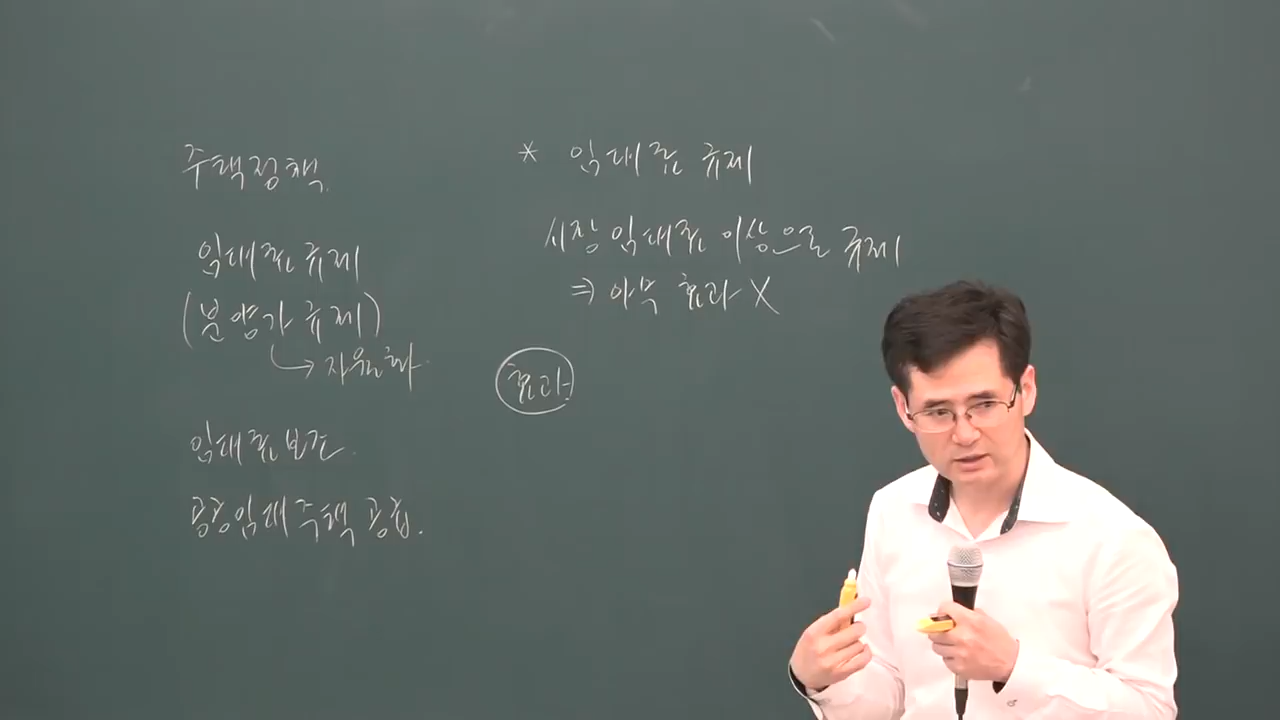 주택정책.
임대료 규제
(분양가 규제)
→ 자율화.
임대료 보조.
공공임대주택 공급.
* 임대료 규제
시장 임대료 이상으로 규제
⇒ 아무 효과 X
효과